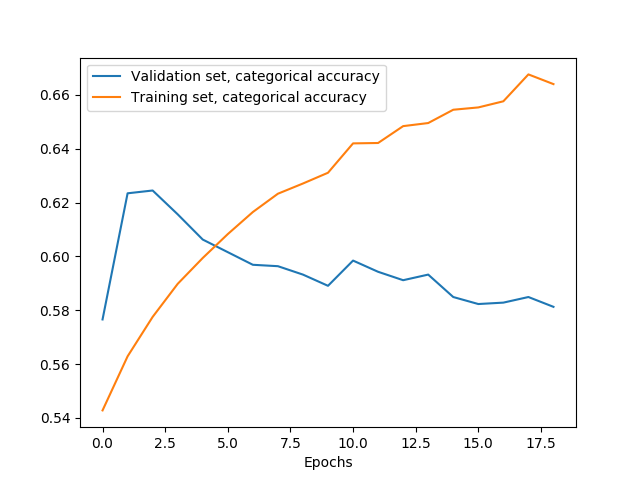 Validation set, categorical accuracy
Training set, categorical accuracy
0.66
0.64
0.62
0.60
0.58
0.56
0.54
0.0 2.5 5.0 7.5 10.0 12.5 15.0 17.5
Epochs